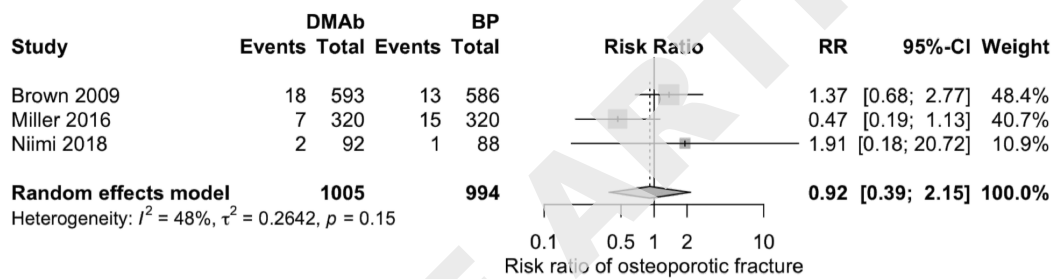 DMAb BP
Study Events Total Events Total Risk Ratio RR 95%-CI Weight
Brown 2009 18 593 13 586 1.37 [0.68; 2.77] 48.4%
Miller 2016 7 320 15 320 0.47 [0.19; 1.13] 40.7%
Niimi 2018 2 92 1 88 1.91 [0.18; 20.72] 10.9%
Random effects model 1005 994 0.92 [0.39; 2.15] 100.0%
Heterogeneity: I² = 48%, τ² = 0.2642, p = 0.15
0.1 0.5 1 2 10
Risk ratio of osteoporotic fracture